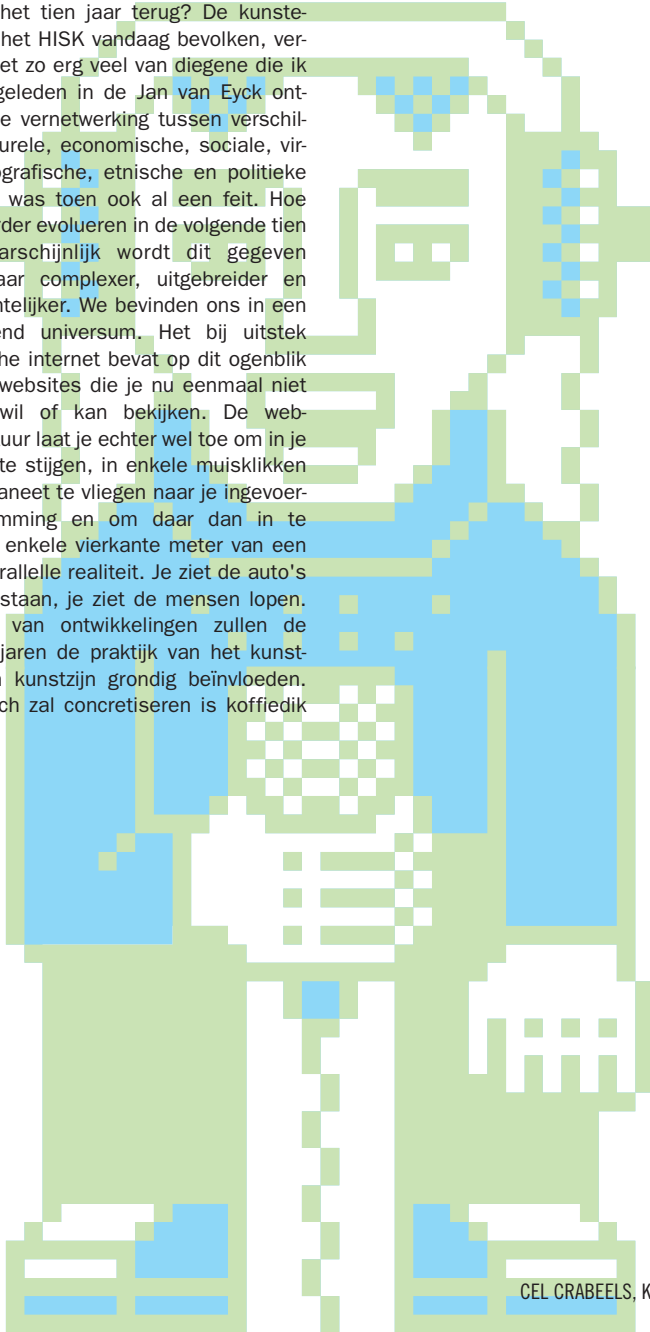 het tien jaar terug? De kunste-
het HISK vandaag bevolken, ver-
et zo erg veel van diegene die ik
geleden in de Jan van Eyck ont-
e vernetwerking tussen verschil-
urele, economische, sociale, vir-
ografische, etnische en politieke
was toen ook al een feit. Hoe
rder evolueren in de volgende tien
arschijnlijk wordt dit gegeven
aar complexer, uitgebreider en
ntelijker. We bevinden ons in een
end universum. Het bij uitstek
che internet bevat op dit ogenblik
websites die je nu eenmaal niet
wil of kan bekijken. De web-
uur laat je echter wel toe om in je
te stijgen, in enkele muisklikken
aneet te vliegen naar je ingevoer-
mming en om daar dan in te
enkele vierkante meter van een
rallelle realiteit. Je ziet de auto's
staan, je ziet de mensen lopen.
van ontwikkelingen zullen de
jaren de praktijk van het kunst-
n kunstzijn grondig beïnvloeden.
ch zal concretiseren is koffiedik
CEL CRABEELS, K